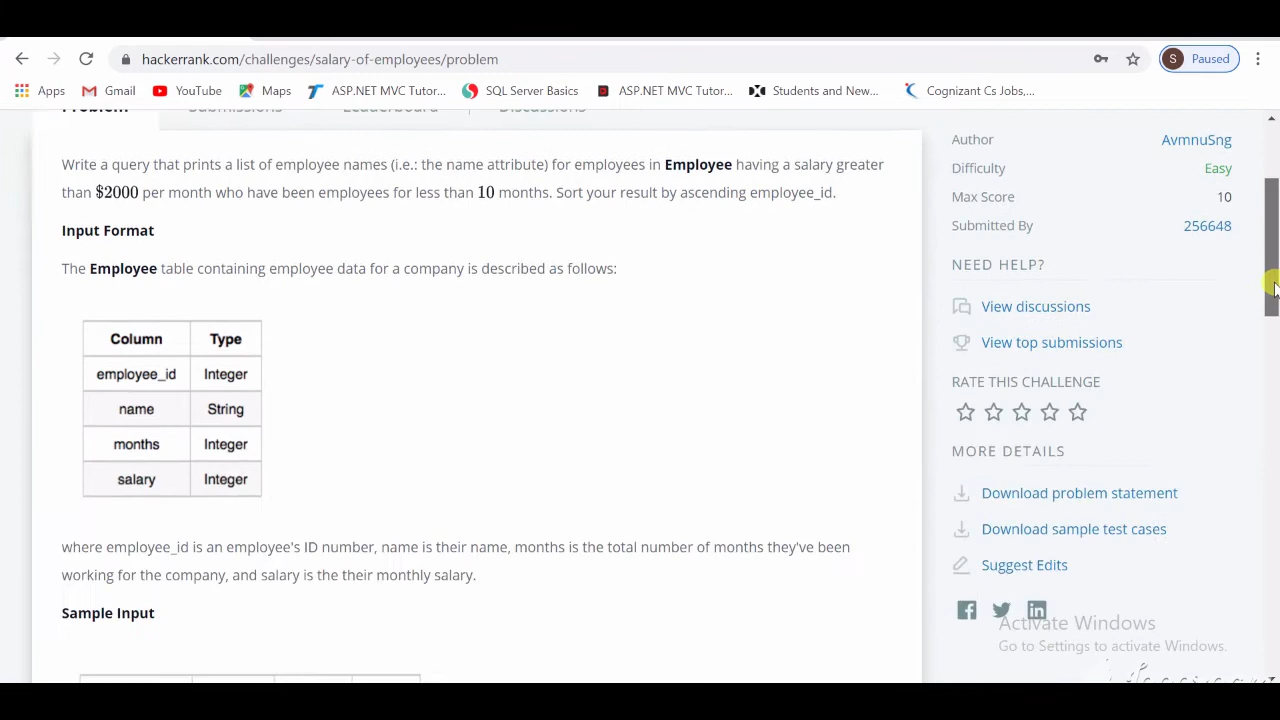 hackerrank.com/challenges/salary-of-employees/problem
S Paused
Apps Gmail YouTube Maps ASP.NET MVC Tutor... SQL Server Basics ASP.NET MVC Tutor... Students and New... Cognizant Cs Jobs,...
Problem Submissions Leaderboard Discussions
Write a query that prints a list of employee names (i.e.: the name attribute) for employees in Employee having a salary greater
than $2000 per month who have been employees for less than 10 months. Sort your result by ascending employee_id.
Input Format
The Employee table containing employee data for a company is described as follows:
Column Type
employee_id Integer
name String
months Integer
salary Integer
where employee_id is an employee's ID number, name is their name, months is the total number of months they've been
working for the company, and salary is the their monthly salary.
Sample Input
Author AvmnuSng
Difficulty Easy
Max Score 10
Submitted By 256648
NEED HELP?
View discussions
View top submissions
RATE THIS CHALLENGE
MORE DETAILS
Download problem statement
Download sample test cases
Suggest Edits
Activate Windows
Go to Settings to activate Windows.